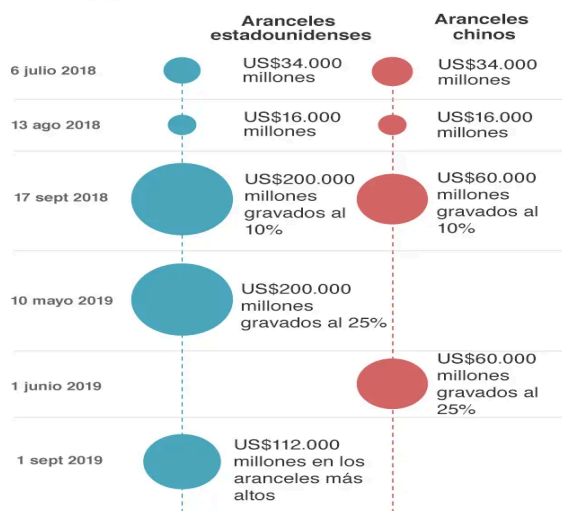 Aranceles
estadounidenses
Aranceles
chinos
6 julio 2018
US$34.000
millones
US$34.000
millones
13 ago 2018
US$16.000
millones
US$16.000
millones
17 sept 2018
US$200.000
millones
gravados al
10%
US$60.000
millones
gravados al
10%
10 mayo 2019
US$200.000
millones
gravados al 25%
1 junio 2019
US$60.000
millones
gravados al
25%
1 sept 2019
US$112.000
millones en los
aranceles más
altos